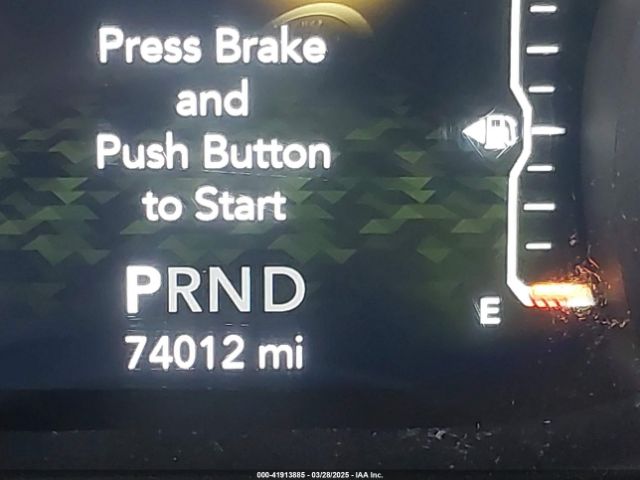 Press Brake
and
Push Button
to Start
PRND
E
74012 mi
000-41913885 - 03/28/2025 - IAA Inc.